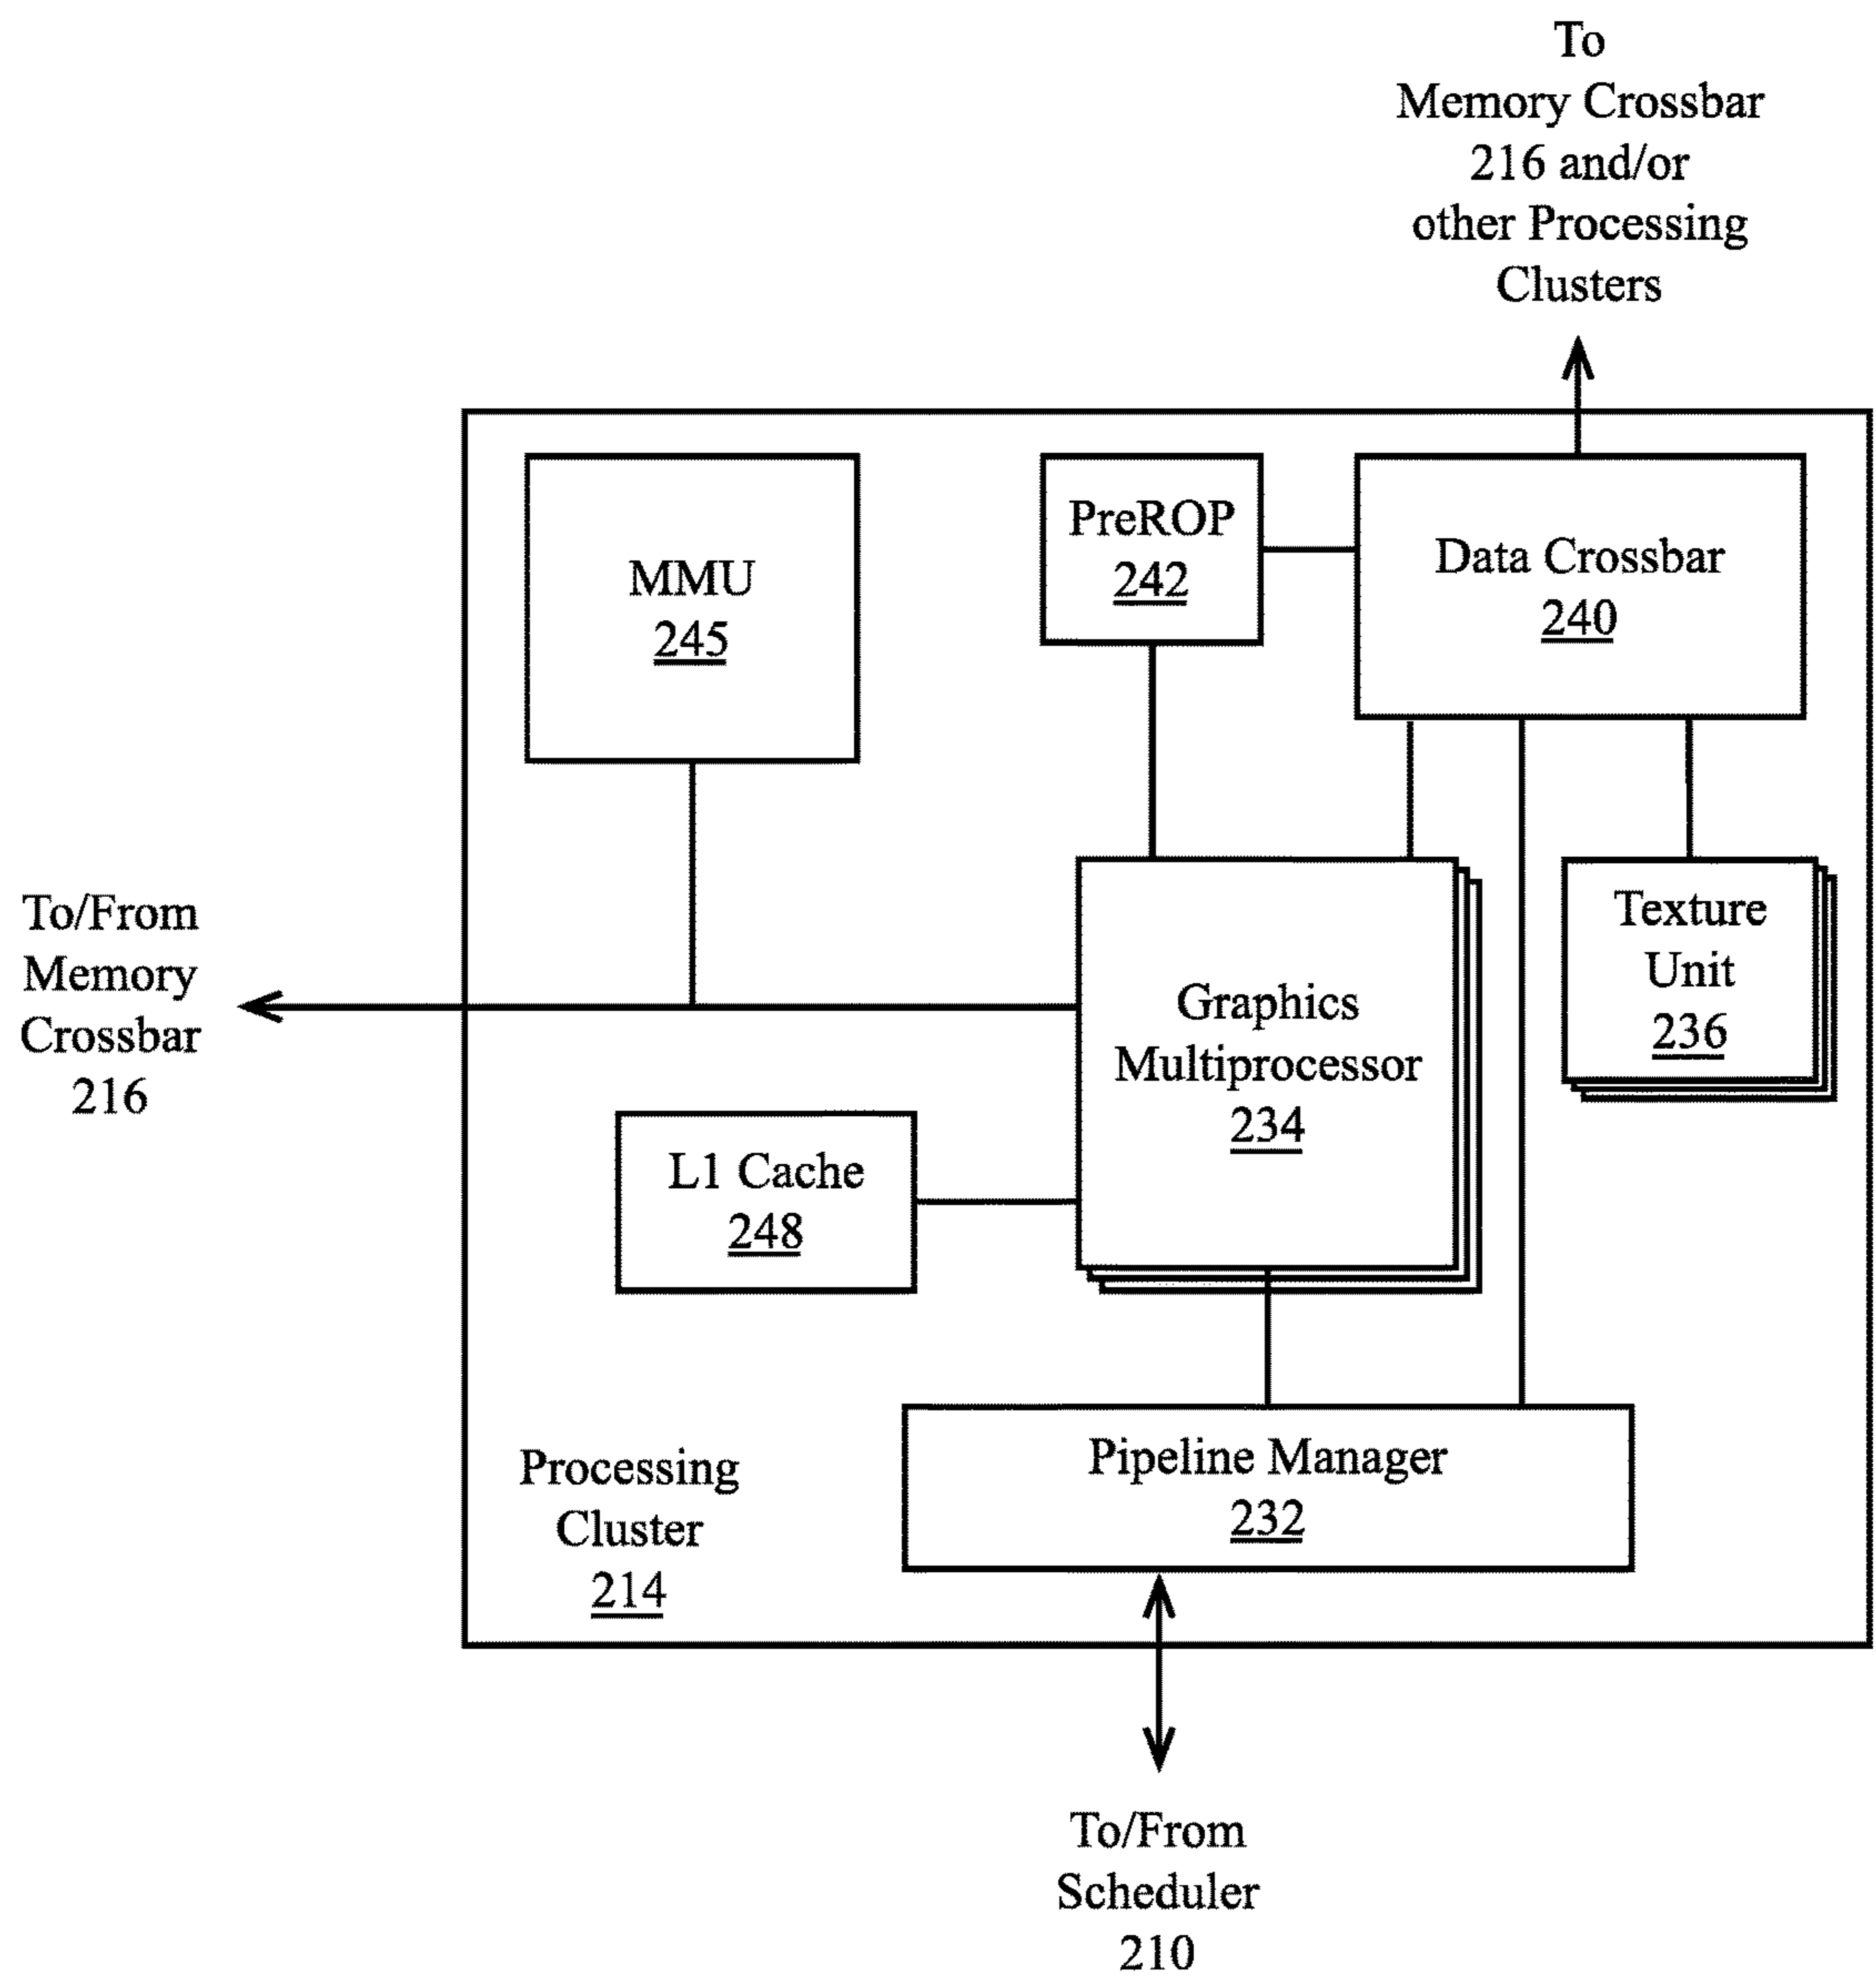 To
Memory Crossbar
216 and/or
other Processing
Clusters
MMU
245
PreROP
242
Data Crossbar
240
To/From
Memory
Crossbar
216
Graphics
Multiprocessor
234
Texture
Unit
236
L1 Cache
248
Processing
Cluster
214
Pipeline Manager
232
To/From
Scheduler
210